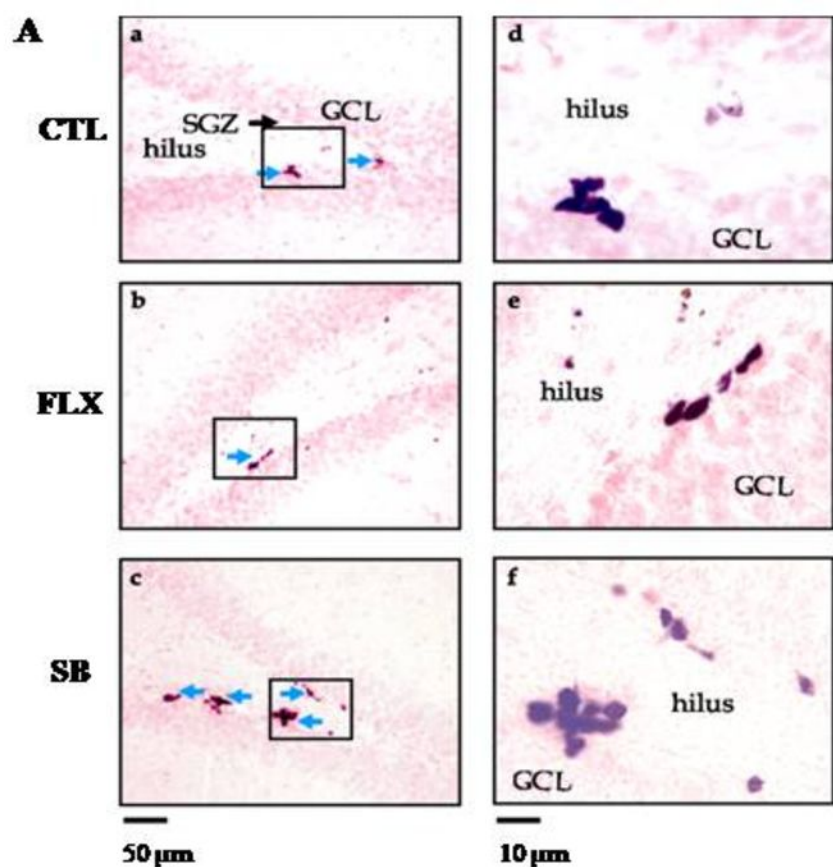 A
a
d
CTL
SGZ
GCL
hilus
hilus
GCL
b
e
FLX
hilus
GCL
c
f
SB
hilus
GCL
50 µm
10 µm